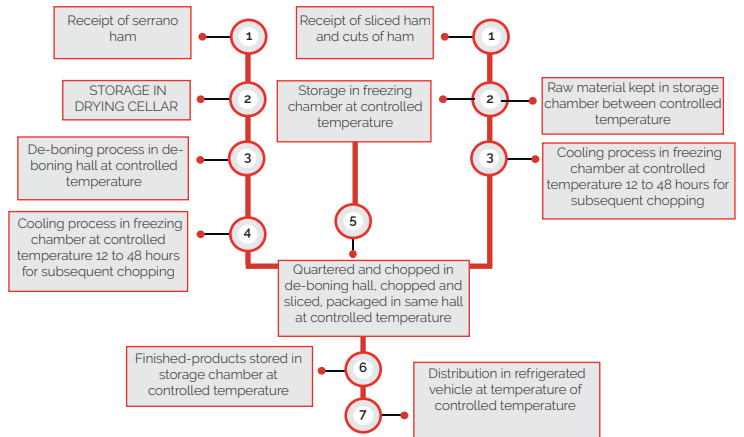 Receipt of serrano
ham
1
Receipt of sliced ham
and cuts of ham
1
STORAGE IN
DRYING CELLAR
2
Storage in freezing
chamber at controlled
temperature
2
Raw material kept in storage
chamber between controlled
temperature
De-boning process in de-
boning hall at controlled
temperature
3
3
Cooling process in freezing
chamber at controlled
temperature 12 to 48 hours for
subsequent chopping
Cooling process in freezing
chamber at controlled
temperature 12 to 48 hours
for subsequent chopping
4
5
Quartered and chopped in
de-boning hall, chopped and
sliced, packaged in same hall
at controlled temperature
Finished-products stored in
storage chamber at
controlled temperature
6
Distribution in refrigerated
vehicle at temperature of
controlled temperature
7